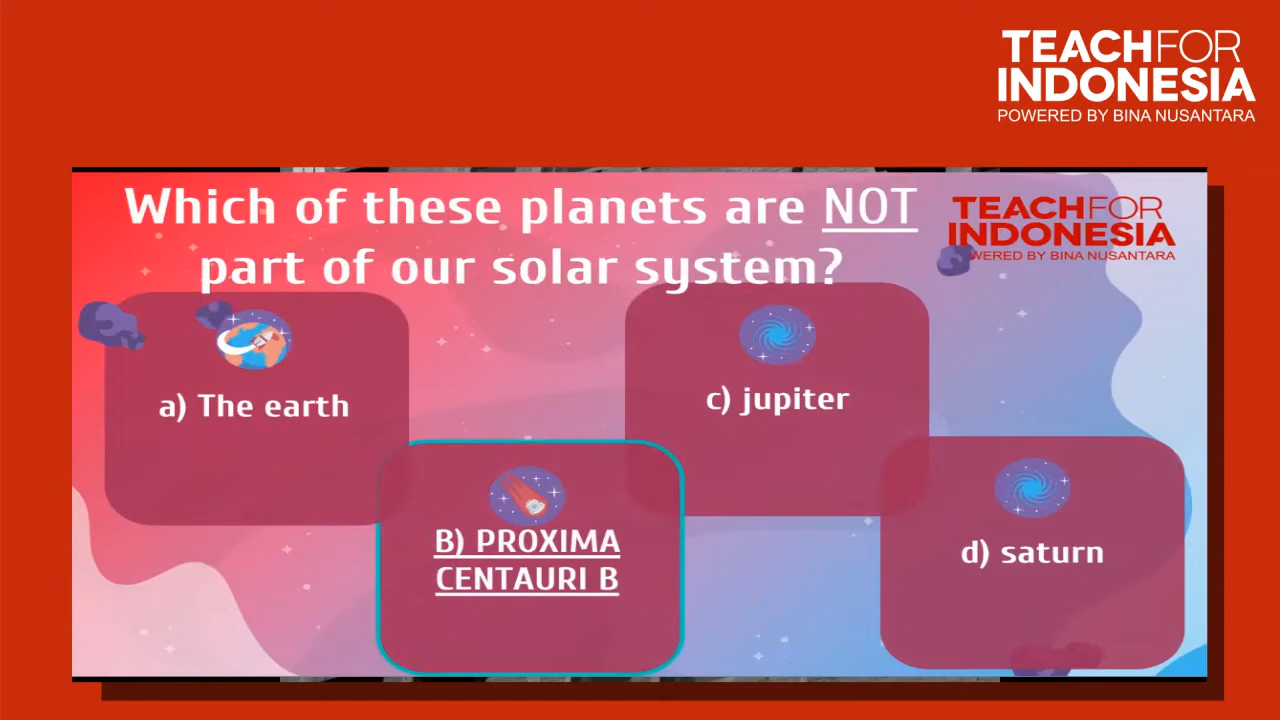 TEACHFOR
INDONESIA
POWERED BY BINA NUSANTARA
Which of these planets are NOT
part of our solar system?
TEACHFOR
INDONESIA
WERED BY BINA NUSANTARA
a) The earth
B) PROXIMA
CENTAURI B
c) jupiter
d) saturn